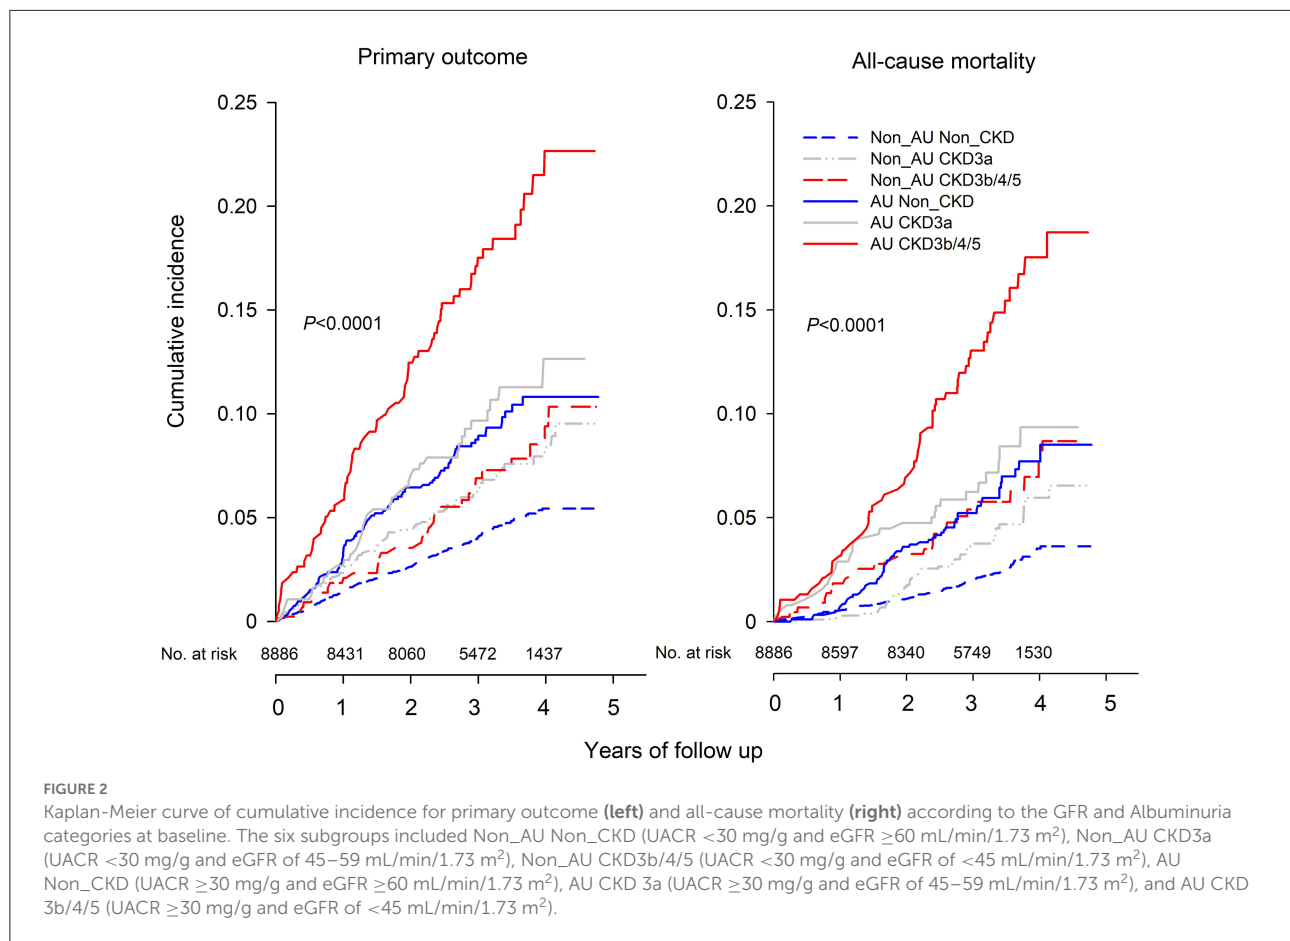 Primary outcome
0.25
0.20
0.15
0.10
0.05
0
Cumulative incidence
P<0.0001
No. at risk
8886 8431 8060 5472 1437
0 1 2 3 4 5
All-cause mortality
0.25
0.20
0.15
0.10
0.05
0
Non_AU Non_CKD
Non_AU CKD3a
Non_AU CKD3b/4/5
AU Non_CKD
AU CKD3a
AU CKD3b/4/5
P<0.0001
No. at risk
8886 8597 8340 5749 1530
0 1 2 3 4 5
Years of follow up
FIGURE 2
Kaplan-Meier curve of cumulative incidence for primary outcome (left) and all-cause mortality (right) according to the GFR and Albuminuria
categories at baseline. The six subgroups included Non_AU Non_CKD (UACR <30 mg/g and eGFR ≥60 mL/min/1.73 m²), Non_AU CKD3a
(UACR <30 mg/g and eGFR of 45–59 mL/min/1.73 m²), Non_AU CKD3b/4/5 (UACR <30 mg/g and eGFR of <45 mL/min/1.73 m²), AU
Non_CKD (UACR ≥30 mg/g and eGFR ≥60 mL/min/1.73 m²), AU CKD 3a (UACR ≥30 mg/g and eGFR of 45–59 mL/min/1.73 m²), and AU CKD
3b/4/5 (UACR ≥30 mg/g and eGFR of <45 mL/min/1.73 m²).